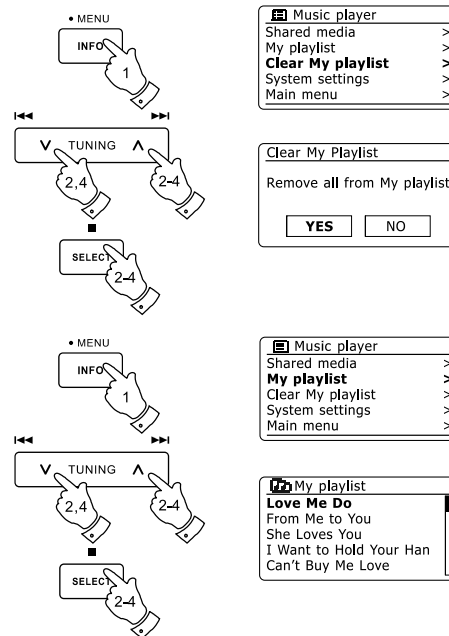 • MENU
INFO
1
TUNING
2,4
2-4
SELECT
2-4
Music player
Shared media >
My playlist >
Clear My playlist >
System settings >
Main menu >
Clear My Playlist
Remove all from My playlist
YES NO
• MENU
INFO
1
TUNING
2,4
2-4
SELECT
2-4
Music player
Shared media >
My playlist >
Clear My playlist >
System settings >
Main menu >
My playlist
Love Me Do
From Me to You
She Loves You
I Want to Hold Your Han
Can't Buy Me Love